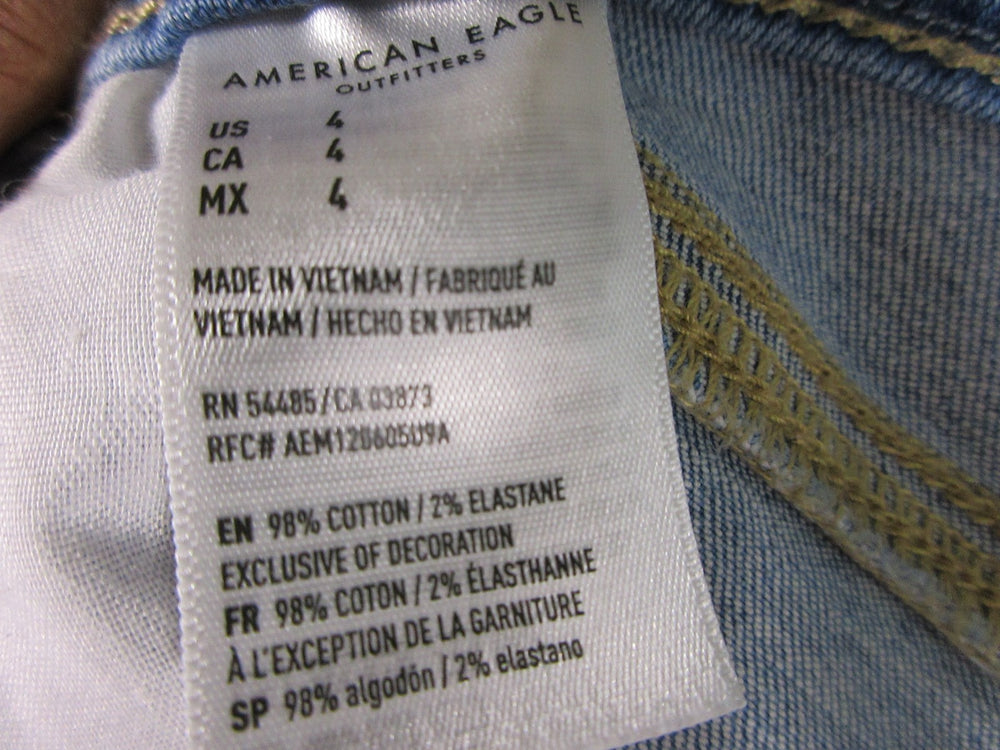 AMERICAN EAGLE
OUTFITTERS
US 4
CA 4
MX 4
MADE IN VIETNAM / FABRIQUÉ AU
VIETNAM / HECHO EN VIETNAM
RN 54485/CA 03873
RFC# AEM120605U9A
EN 98% COTTON / 2% ELASTANE
EXCLUSIVE OF DECORATION
FR 98% COTON / 2% ÉLASTHANNE
À L'EXCEPTION DE LA GARNITURE
SP 98% algodón / 2% elastano